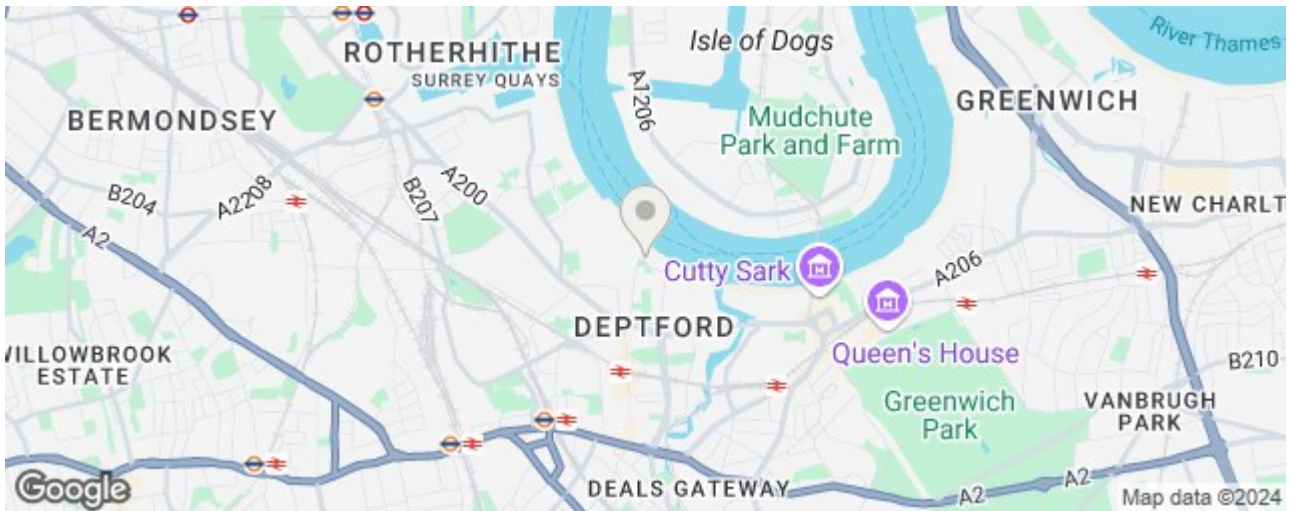 Isle of Dogs
River Thames
ROTHERHITHE
SURREY QUAYS
A1206
GREENWICH
BERMONDSEY
Mudchute
Park and Farm
A200
B207
A2208
B204
NEW CHARLT
A2
Cutty Sark
A206
DEPTFORD
Queen's House
WILLOWBROOK
ESTATE
B210
Greenwich
Park
VANBRUGH
PARK
DEALS GATEWAY
A2
A2
Google
Map data ©2024